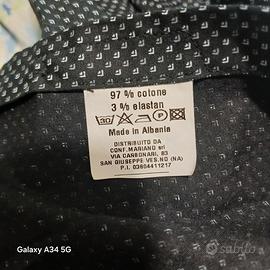 97 % cotone
3 % elastan
30 P
Made in Albania
DISTRIBUITO DA
CONF.MARIANO srl
VIA CARBONARI, 83
SAN GIUSEPPE VES.NO (NA)
P.I. 03604411217
Galaxy A34 5G
subito